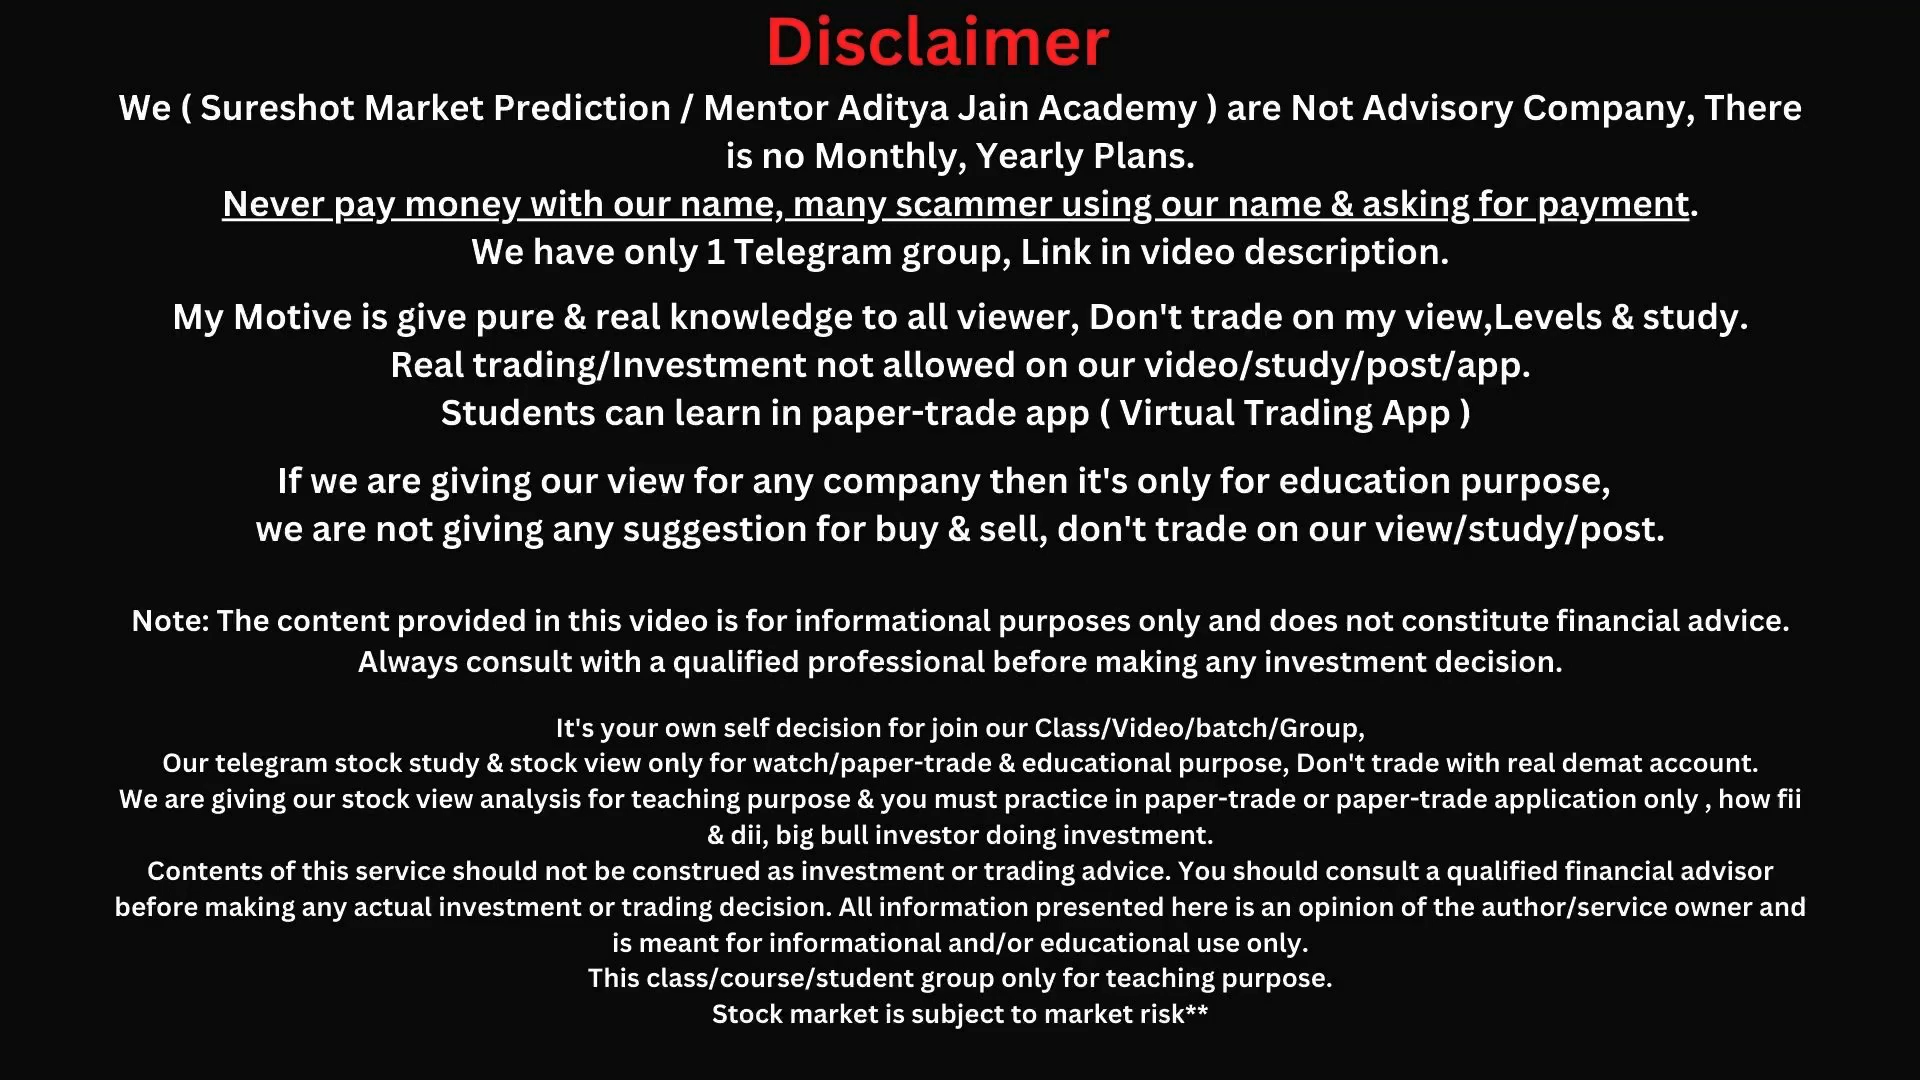 Disclaimer
We ( Sureshot Market Prediction / Mentor Aditya Jain Academy ) are Not Advisory Company, There
is no Monthly, Yearly Plans.
Never pay money with our name, many scammer using our name & asking for payment.
We have only 1 Telegram group, Link in video description.
My Motive is give pure & real knowledge to all viewer, Don't trade on my view,Levels & study.
Real trading/Investment not allowed on our video/study/post/app.
Students can learn in paper-trade app ( Virtual Trading App )
If we are giving our view for any company then it's only for education purpose,
we are not giving any suggestion for buy & sell, don't trade on our view/study/post.
Note: The content provided in this video is for informational purposes only and does not constitute financial advice.
Always consult with a qualified professional before making any investment decision.
It's your own self decision for join our Class/Video/batch/Group,
Our telegram stock study & stock view only for watch/paper-trade & educational purpose, Don't trade with real demat account.
We are giving our stock view analysis for teaching purpose & you must practice in paper-trade or paper-trade application only , how fii
& dii, big bull investor doing investment.
Contents of this service should not be construed as investment or trading advice. You should consult a qualified financial advisor
before making any actual investment or trading decision. All information presented here is an opinion of the author/service owner and
is meant for informational and/or educational use only.
This class/course/student group only for teaching purpose.
Stock market is subject to market risk**